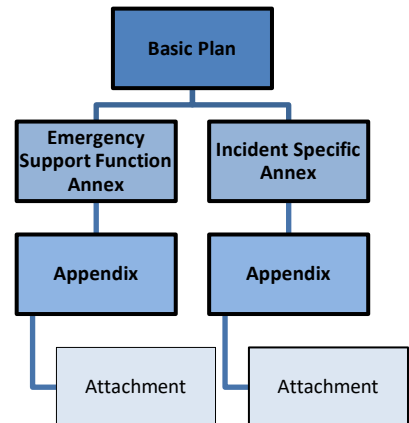 Basic Plan
Emergency
Support Function
Annex
Incident Specific
Annex
Appendix
Appendix
Attachment
Attachment